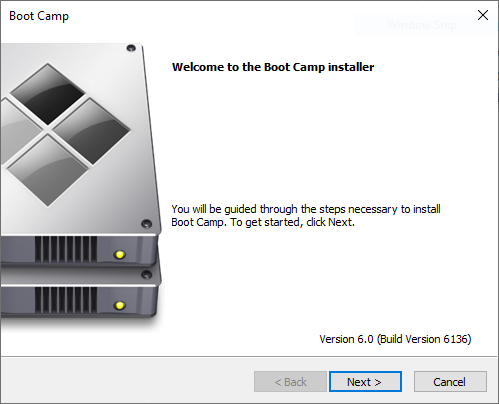 Boot Camp
Window Snip
Welcome to the Boot Camp installer
You will be guided through the steps necessary to install
Boot Camp. To get started, click Next.
Version 6.0 (Build Version 6136)
< Back
Next >
Cancel